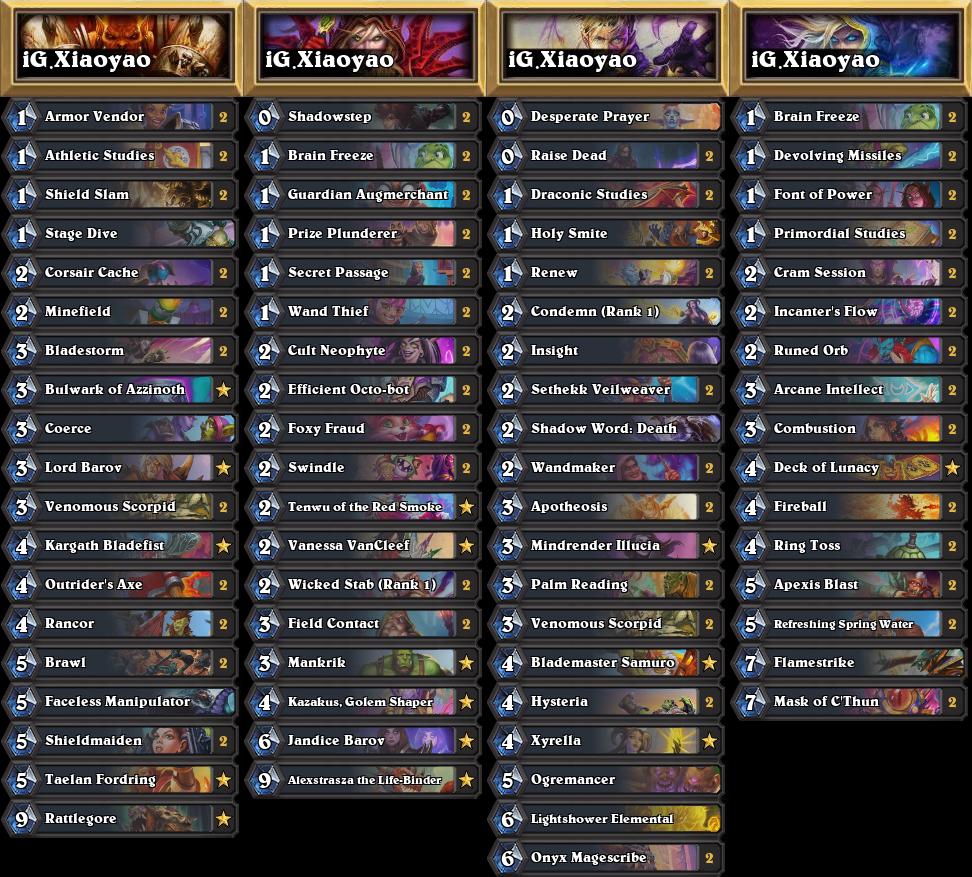 iG.Xiaoyao
1 Armor Vendor 2
1 Athletic Studies 2
1 Shield Slam 2
1 Stage Dive
2 Corsair Cache 2
2 Minefield 2
3 Bladestorm 2
3 Bulwark of Azzinoth
3 Coerce
3 Lord Barov
3 Venomous Scorpid 2
4 Kargath Bladefist
4 Outrider's Axe 2
4 Rancor 2
5 Brawl 2
5 Faceless Manipulator
5 Shieldmaiden 2
5 Taelan Fordring
9 Rattlegore
iG.Xiaoyao
0 Shadowstep 2
1 Brain Freeze 2
1 Guardian Augmerchant 2
1 Prize Plunderer 2
1 Secret Passage 2
1 Wand Thief 2
2 Cult Neophyte 2
2 Efficient Octo-bot 2
2 Foxy Fraud 2
2 Swindle 2
2 Tenwu of the Red Smoke
2 Vanessa VanCleef
2 Wicked Stab (Rank 1) 2
3 Field Contact 2
3 Mankrik
4 Kazakus, Golem Shaper
6 Jandice Barov
9 Alexstrasza the Life-Binder
iG.Xiaoyao
0 Desperate Prayer
0 Raise Dead 2
1 Draconic Studies 2
1 Holy Smite
1 Renew 2
2 Condemn (Rank 1)
2 Insight
2 Sethekk Veilweaver 2
2 Shadow Word: Death
2 Wandmaker 2
3 Apotheosis 2
3 Mindrender Illucia
3 Palm Reading 2
3 Venomous Scorpid 2
4 Blademaster Samuro
4 Hysteria 2
4 Xyrella
5 Ogremancer
6 Lightshower Elemental
6 Onyx Magescribe 2
iG.Xiaoyao
1 Brain Freeze 2
1 Devolving Missiles 2
1 Font of Power 2
1 Primordial Studies 2
2 Cram Session 2
2 Incanter's Flow 2
2 Runed Orb 2
3 Arcane Intellect 2
3 Combustion 2
4 Deck of Lunacy
4 Fireball 2
4 Ring Toss 2
5 Apexis Blast 2
5 Refreshing Spring Water 2
7 Flamestrike
7 Mask of C'Thun 2